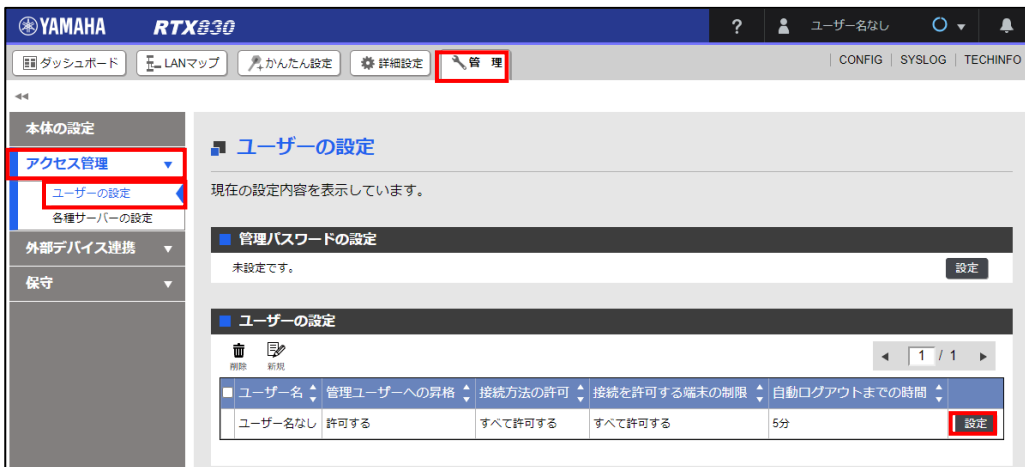 YAMAHA RTX830 ? ユーザー名なし
ダッシュボード LANマップ かんたん設定 詳細設定 管 理 CONFIG SYSLOG TECHINFO
本体の設定
アクセス管理
ユーザーの設定
各種サーバーの設定
外部デバイス連携
保守
ユーザーの設定
現在の設定内容を表示しています。
管理パスワードの設定
未設定です。 設定
ユーザーの設定
削除 新規 1 / 1
ユーザー名 管理ユーザーへの昇格 接続方法の許可 接続を許可する端末の制限 自動ログアウトまでの時間
ユーザー名なし 許可する すべて許可する すべて許可する 5分 設定